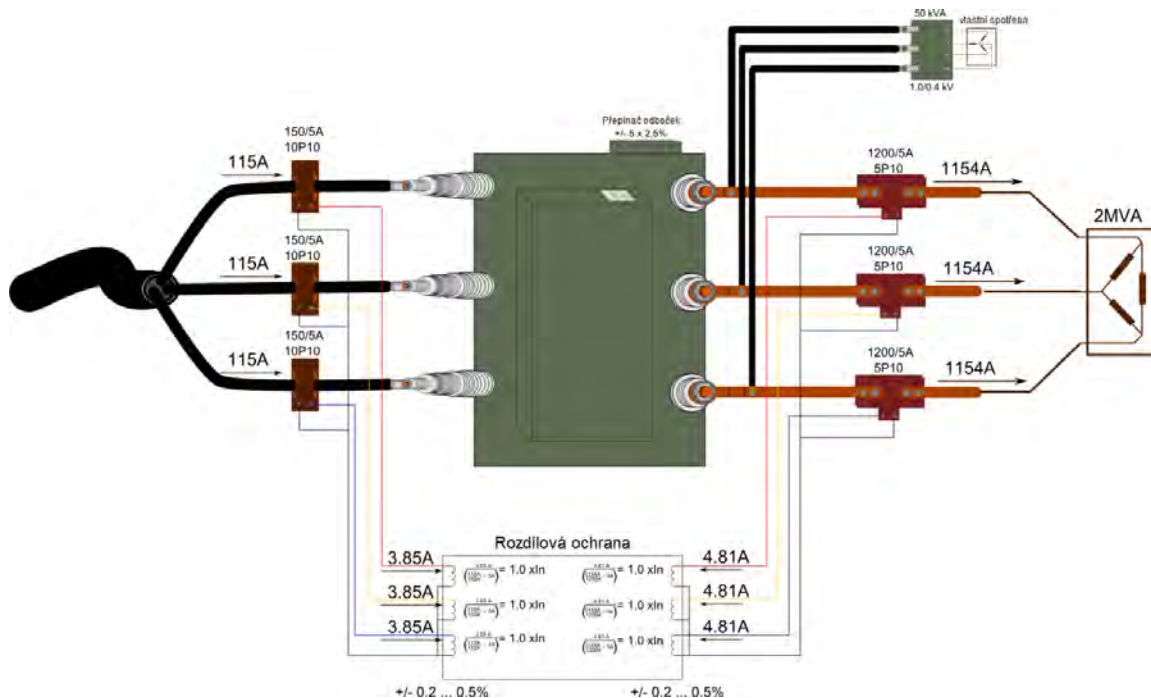 50 kVA
vlastní spotřeba
1.0/0.4 kV
Přepínač odboček
+/- 5 x 2,5%
150/5A
10P10
115A
150/5A
10P10
115A
150/5A
10P10
115A
1200/5A
5P10
1154A
1200/5A
5P10
1154A
1200/5A
5P10
1154A
2MVA
Rozdílová ochrana
3.85A
= 1.0 xIn
= 1.0 xIn
4.81A
3.85A
= 1.0 xIn
= 1.0 xIn
4.81A
3.85A
= 1.0 xIn
= 1.0 xIn
4.81A
+/- 0.2 ... 0.5%
+/- 0.2 ... 0.5%